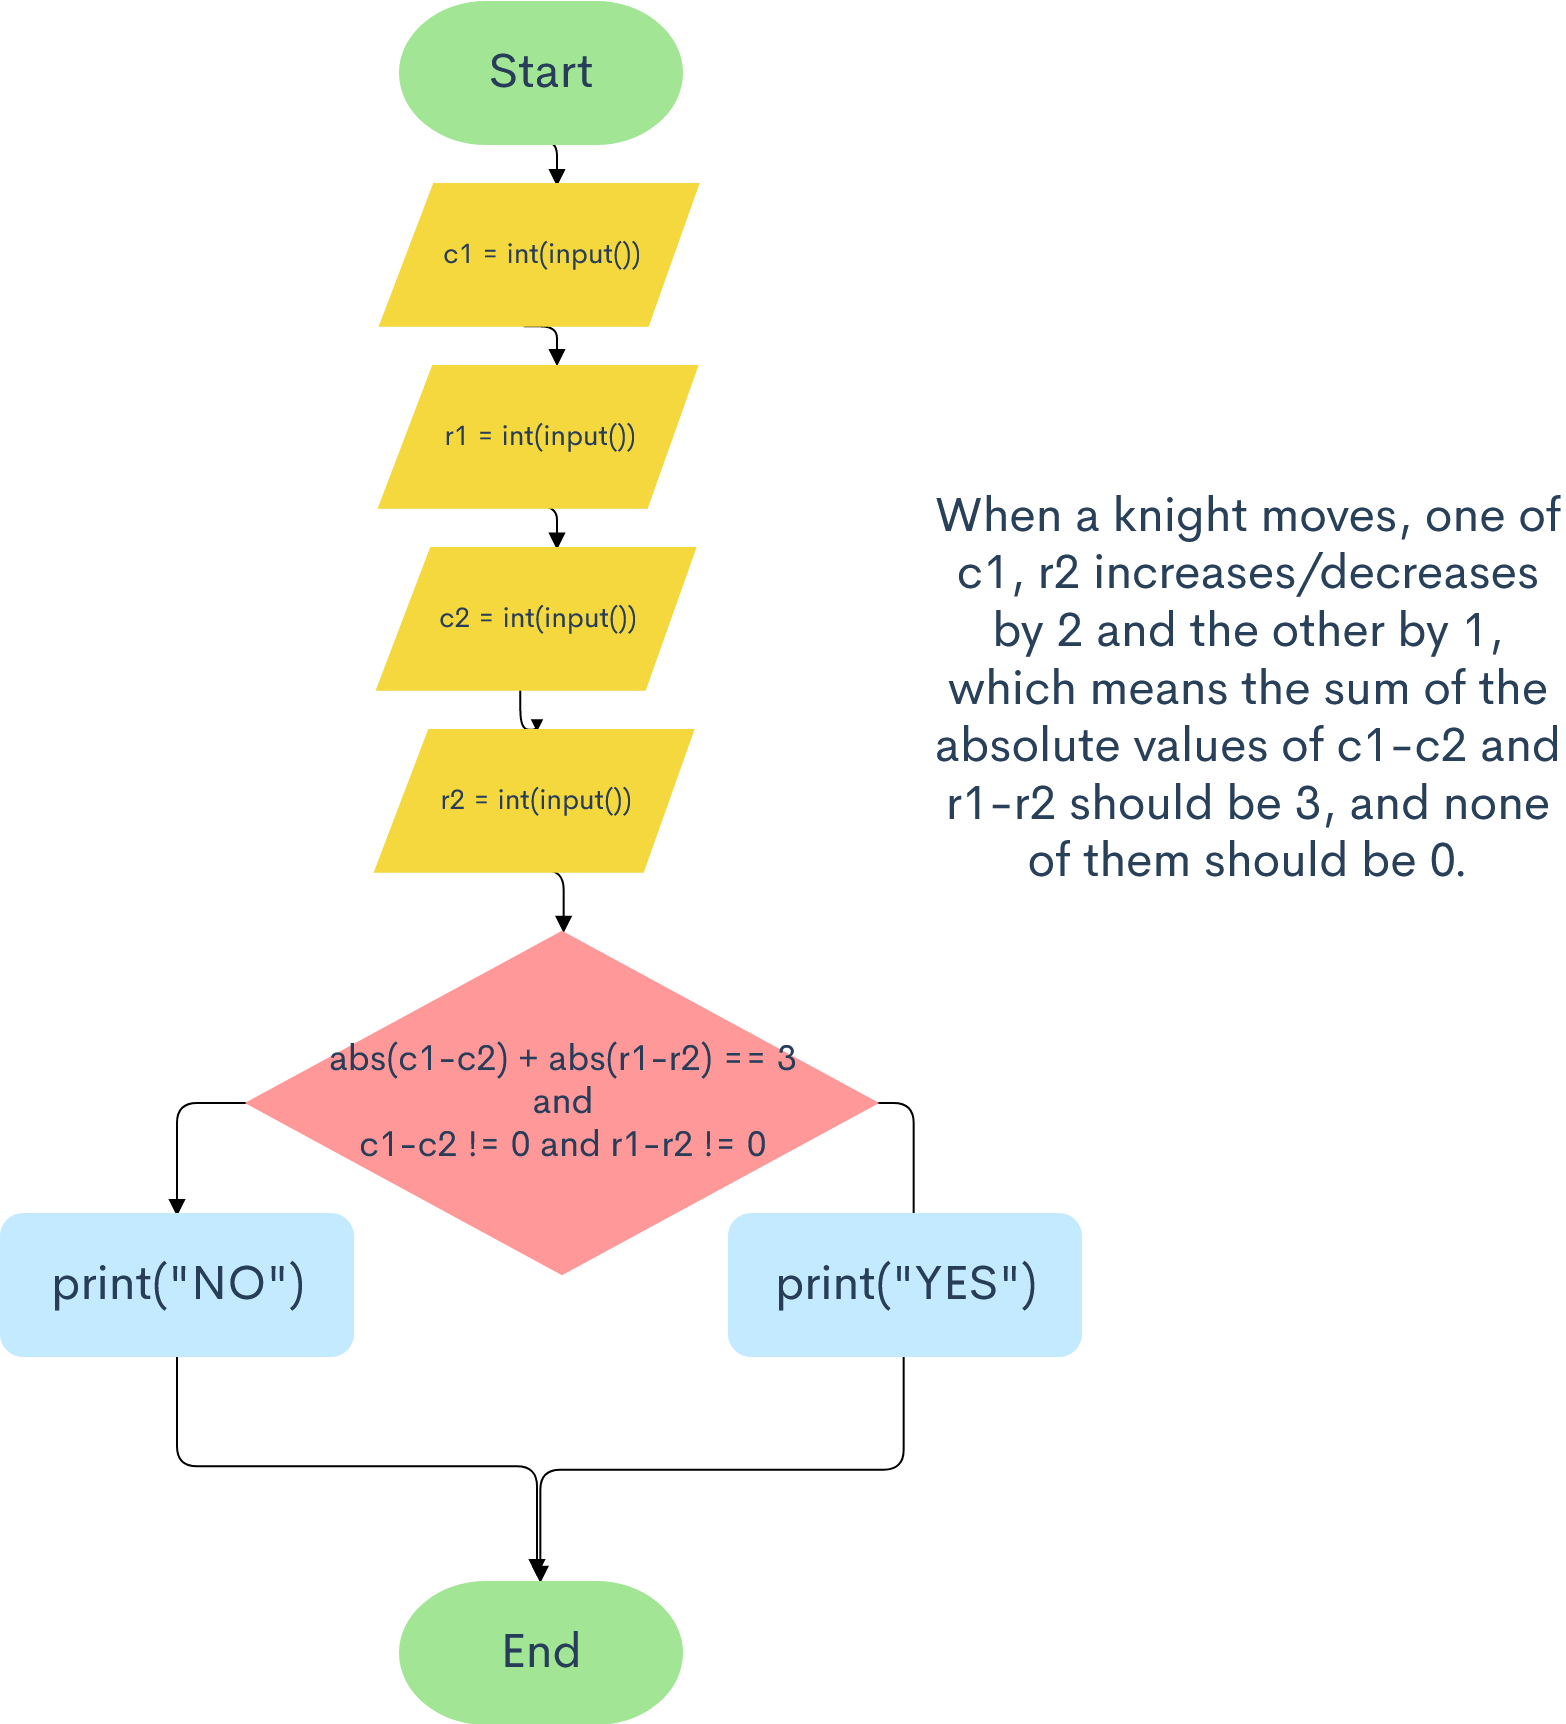 Start
c1 = int(input())
r1 = int(input())
c2 = int(input())
r2 = int(input())
When a knight moves, one of
c1, r2 increases/decreases
by 2 and the other by 1,
which means the sum of the
absolute values of c1-c2 and
r1-r2 should be 3, and none
of them should be 0.
abs(c1-c2) + abs(r1-r2) == 3
and
c1-c2 != 0 and r1-r2 != 0
print("NO")
print("YES")
End